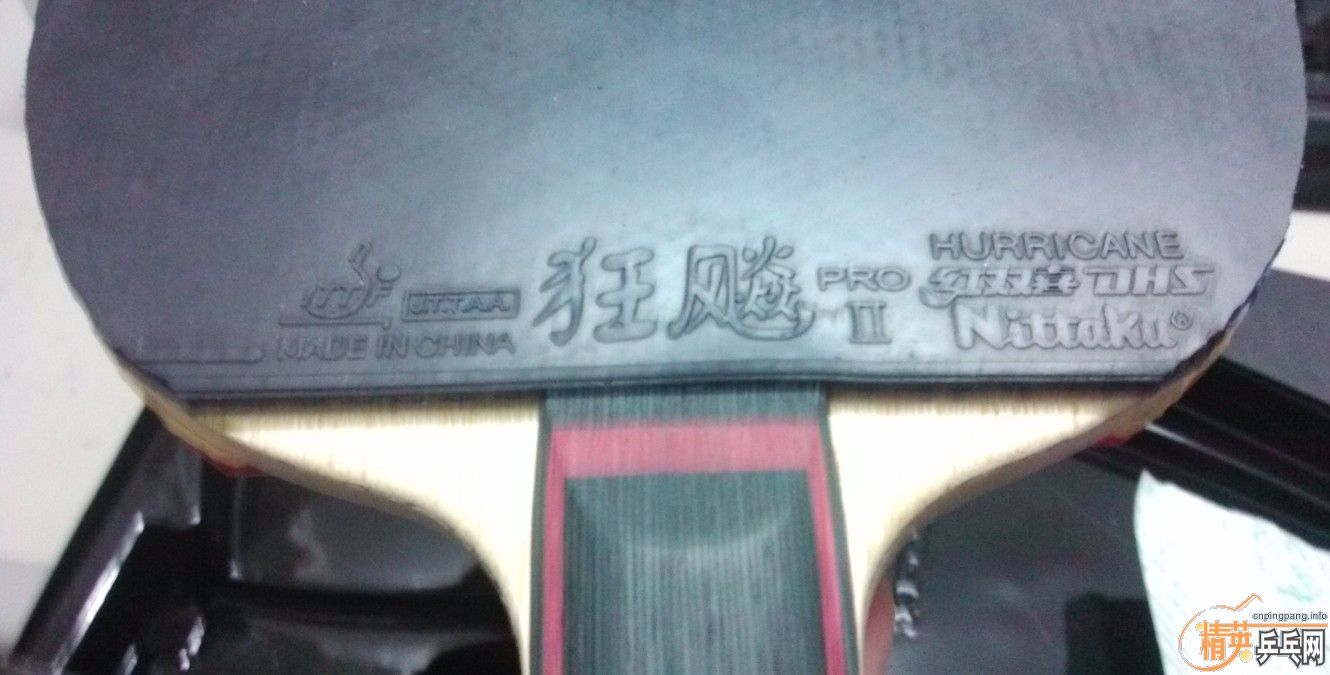 ITTF
J.T.T.A.A.
MADE IN CHINA
狂飚
PRO
II
HURRICANE
红双喜 DHS
Nittaku®
cnpingpang.info
精英乒乓网